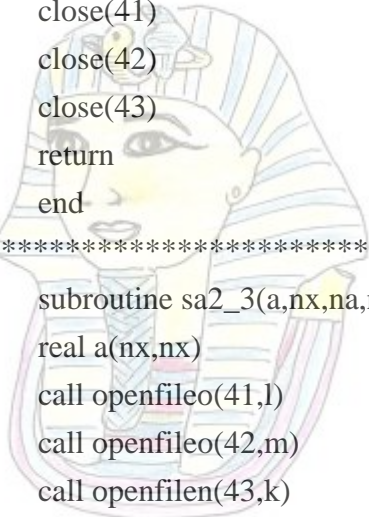 close(41)
close(42)
close(43)
return
end
***********************
subroutine sa2_3(a,nx,na,
real a(nx,nx)
call openfileo(41,l)
call openfileo(42,m)
call openfilen(43,k)